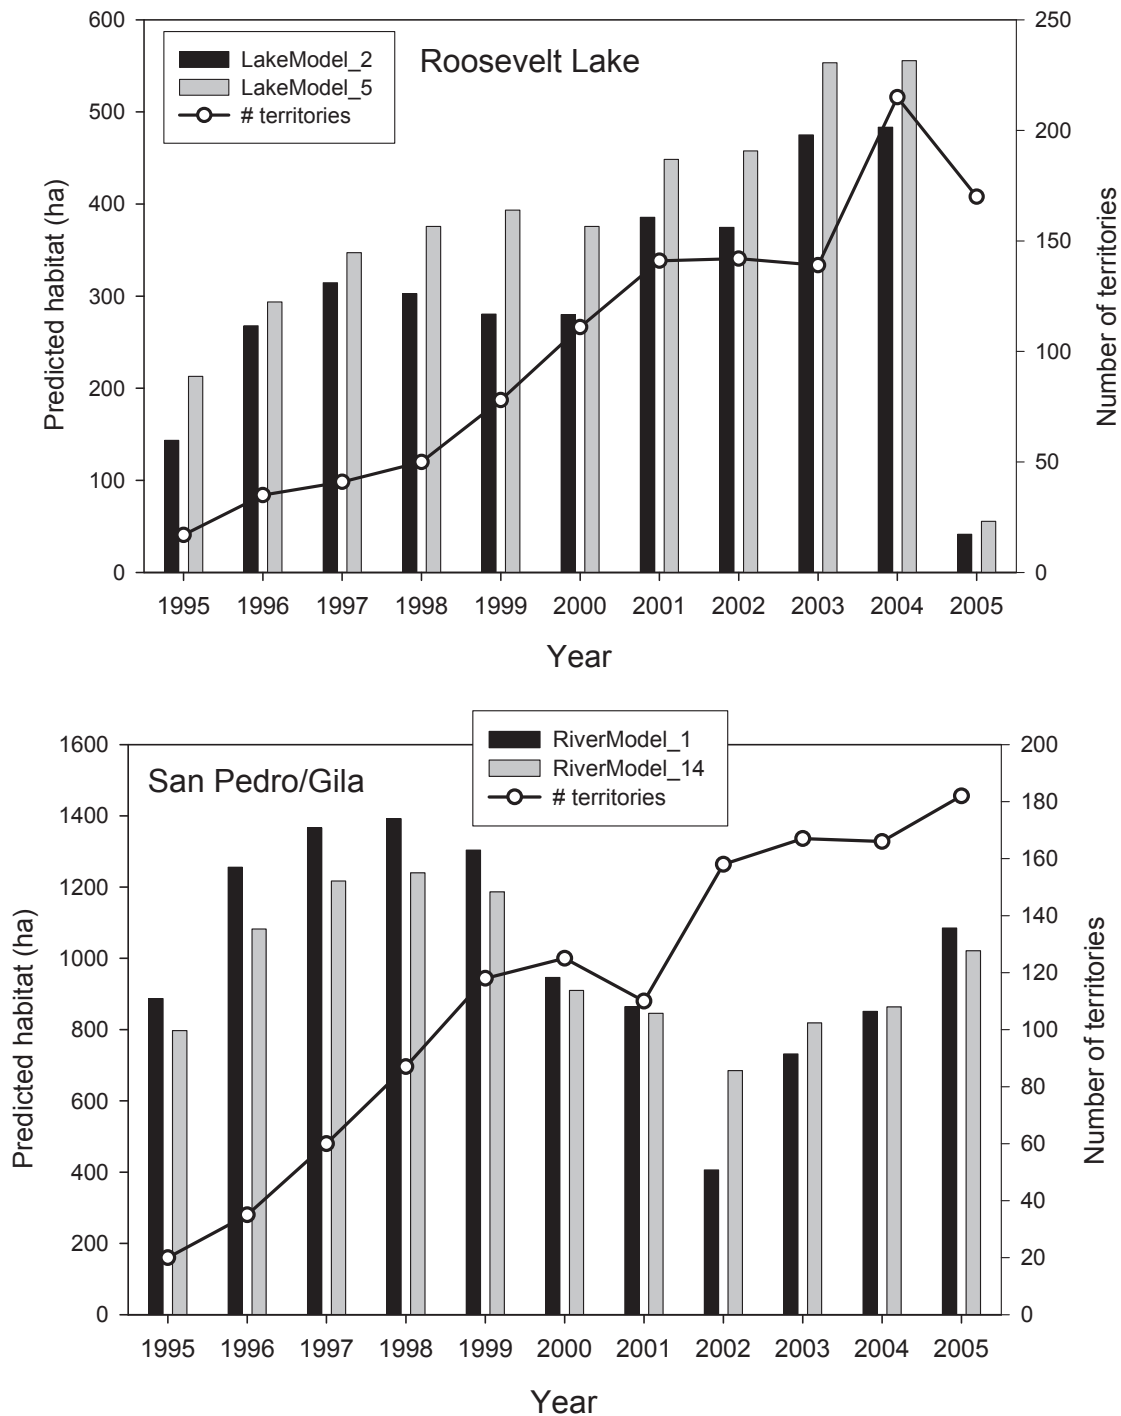 600
500
400
300
200
100
0
Predicted habitat (ha)
LakeModel_2
LakeModel_5
# territories
Roosevelt Lake
250
200
150
100
50
0
Number of territories
1995 1996 1997 1998 1999 2000 2001 2002 2003 2004 2005
Year
1600
1400
1200
1000
800
600
400
200
0
Predicted habitat (ha)
San Pedro/Gila
RiverModel_1
RiverModel_14
# territories
200
180
160
140
120
100
80
60
40
20
0
Number of territories
1995 1996 1997 1998 1999 2000 2001 2002 2003 2004 2005
Year